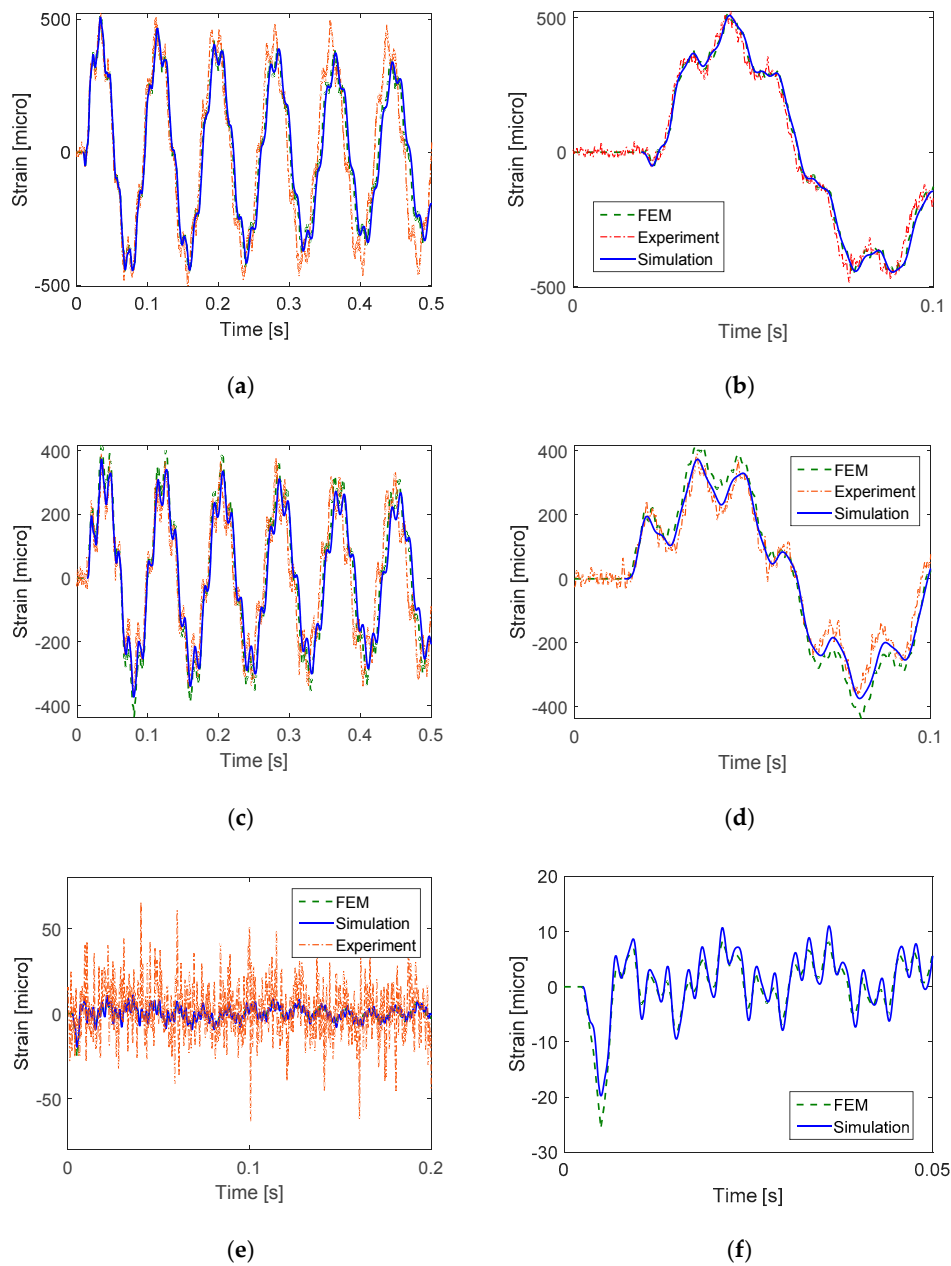 500
0
-500
Strain [micro]
0 0.1 0.2 0.3 0.4 0.5
Time [s]
(a)
500
0
-500
Strain [micro]
FEM
Experiment
Simulation
0 0.1
Time [s]
(b)
400
200
0
-200
-400
Strain [micro]
0 0.1 0.2 0.3 0.4 0.5
Time [s]
(c)
400
200
0
-200
-400
Strain [micro]
FEM
Experiment
Simulation
0 0.1
Time [s]
(d)
50
0
-50
Strain [micro]
FEM
Simulation
Experiment
0 0.1 0.2
Time [s]
(e)
20
10
0
-10
-20
-30
Strain [micro]
FEM
Simulation
0 0.05
Time [s]
(f)